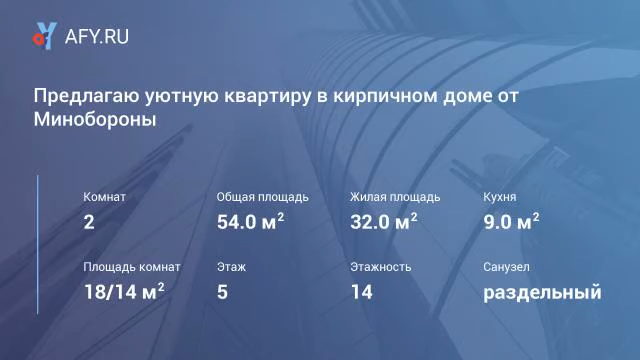 AFY.RU
Предлагаю уютную квартиру в кирпичном доме от
Минобороны
Комнат
2
Общая площадь
54.0 м²
Жилая площадь
32.0 м²
Кухня
9.0 м²
Площадь комнат
18/14 м²
Этаж
5
Этажность
14
Санузел
раздельный